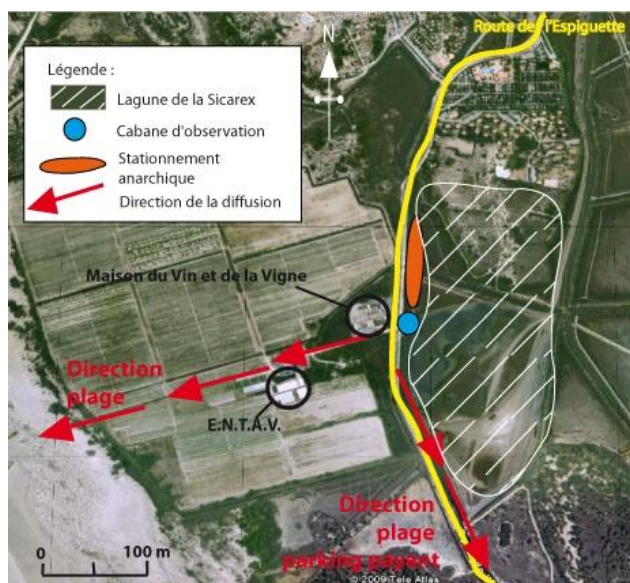 Route de l'Espiguette
N
Légende :
Lagune de la Sicarex
Cabane d'observation
Stationnement
anarchique
Direction de la diffusion
Maison du Vin et de la Vigne
Direction
plage
E.N.T.A.V.
Direction
plage
parking payant
0 100 m
© 2009 Tele Atlas